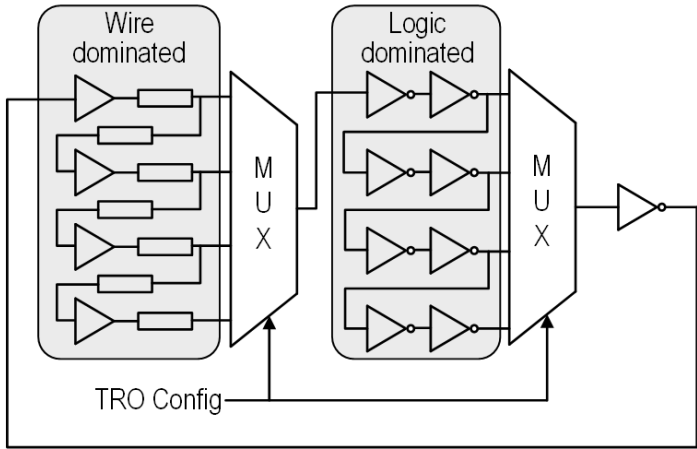 Wire
dominated
Logic
dominated
M
U
X
M
U
X
TRO Config